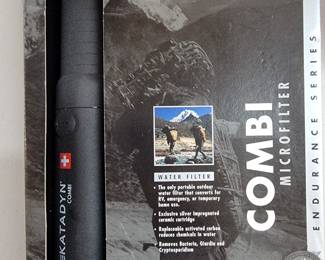 KATADYN®
COMBI
WATER FILTER
• The only portable outdoor
water filter that converts for
RV, emergency, or temporary
home use.
• Exclusive silver impregnated
ceramic cartridge
• Replaceable activated carbon
reduces chemicals in water
• Removes Bacteria, Giardia and
Cryptosporidium
COMBI
MICROFILTER
ENDURANCE SERIES